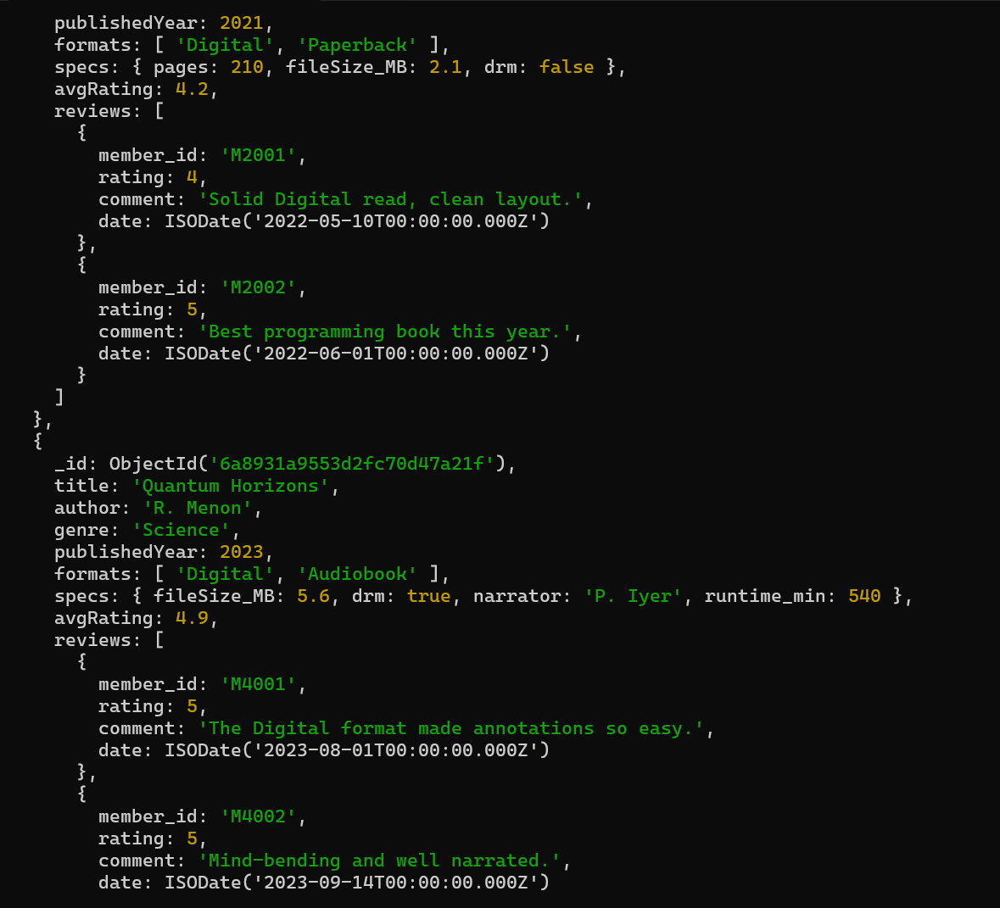 publishedYear: 2021,
formats: [ 'Digital', 'Paperback' ],
specs: { pages: 210, fileSize_MB: 2.1, drm: false },
avgRating: 4.2,
reviews: [
{
member_id: 'M2001',
rating: 4,
comment: 'Solid Digital read, clean layout.',
date: ISODate('2022-05-10T00:00:00.000Z')
},
{
member_id: 'M2002',
rating: 5,
comment: 'Best programming book this year.',
date: ISODate('2022-06-01T00:00:00.000Z')
}
]
},
{
_id: ObjectId('6a8931a9553d2fc70d47a21f'),
title: 'Quantum Horizons',
author: 'R. Menon',
genre: 'Science',
publishedYear: 2023,
formats: [ 'Digital', 'Audiobook' ],
specs: { fileSize_MB: 5.6, drm: true, narrator: 'P. Iyer', runtime_min: 540 },
avgRating: 4.9,
reviews: [
{
member_id: 'M4001',
rating: 5,
comment: 'The Digital format made annotations so easy.',
date: ISODate('2023-08-01T00:00:00.000Z')
},
{
member_id: 'M4002',
rating: 5,
comment: 'Mind-bending and well narrated.',
date: ISODate('2023-09-14T00:00:00.000Z')